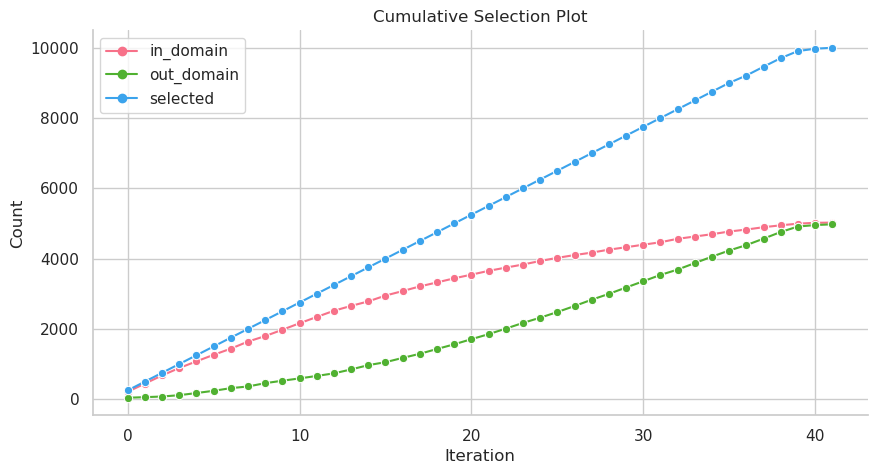 Cumulative Selection Plot
in_domain
out_domain
selected
10000
8000
6000
4000
2000
0
Count
0 10 20 30 40
Iteration